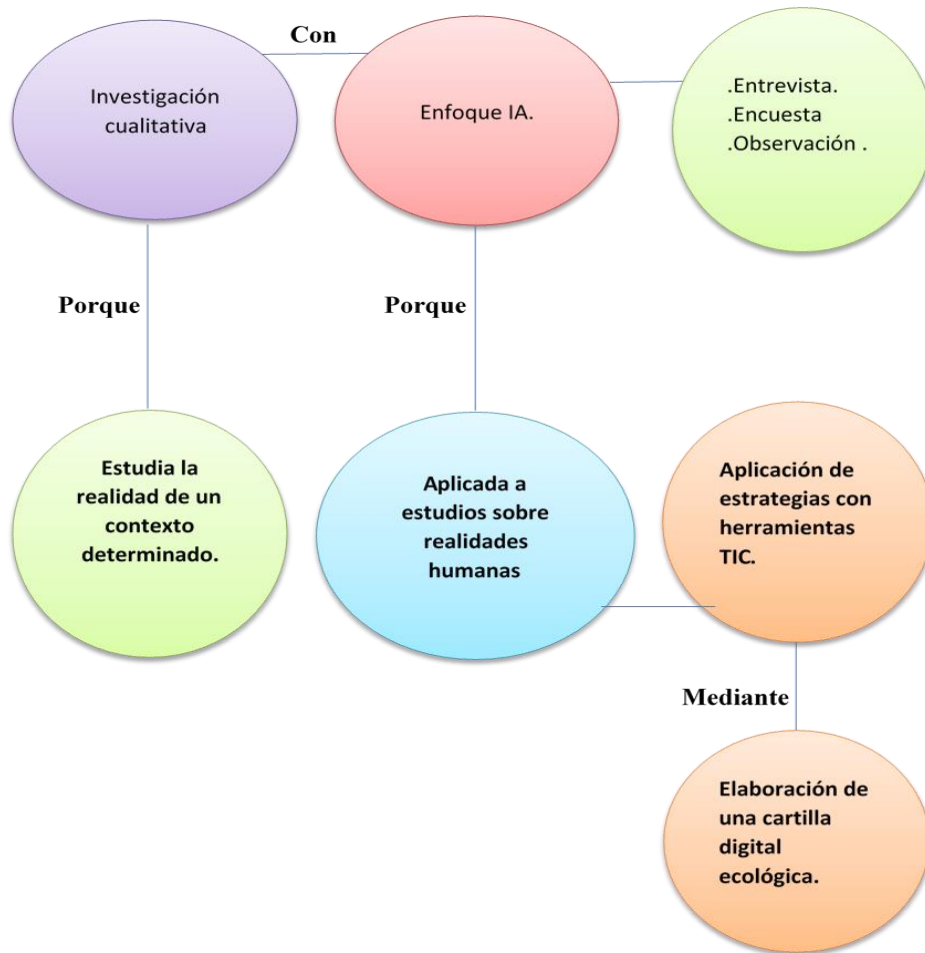 Con
Investigación
cualitativa
Enfoque IA.
.Entrevista.
.Encuesta
.Observación .
Porque
Porque
Estudia la
realidad de un
contexto
determinado.
Aplicada a
estudios sobre
realidades
humanas
Aplicación de
estrategias con
herramientas
TIC.
Mediante
Elaboración de
una cartilla
digital
ecológica.